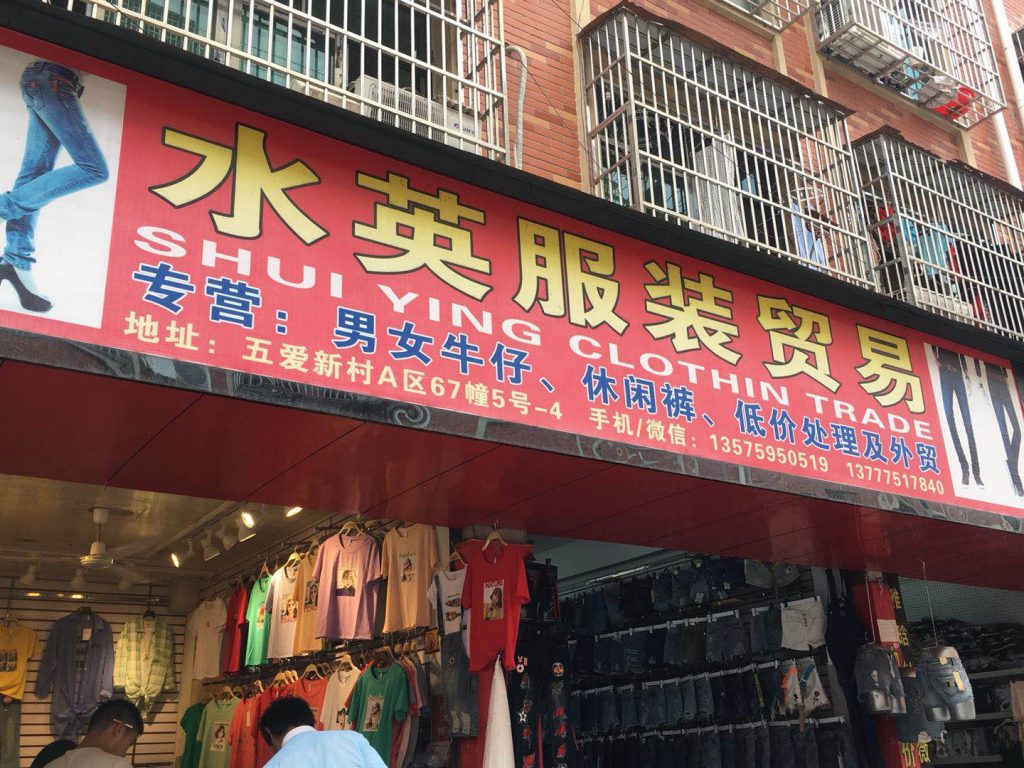 水英服装贸易
SHUI YING CLOTHIN TRADE
专营：男女牛仔、休闲裤、低价处理及外贸
地址：五爱新村A区67幢5号-4 手机/微信：13575950519 13777517840